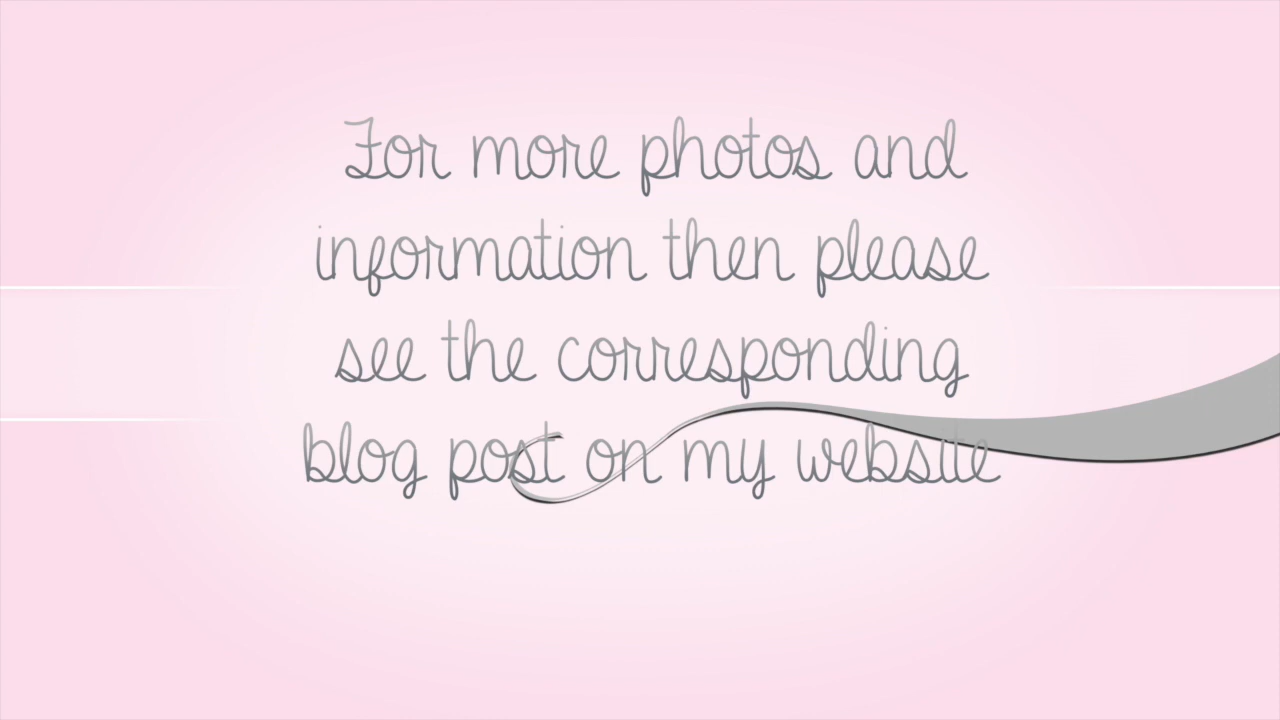 For more photos and
information then please
see the corresponding
blog post on my website